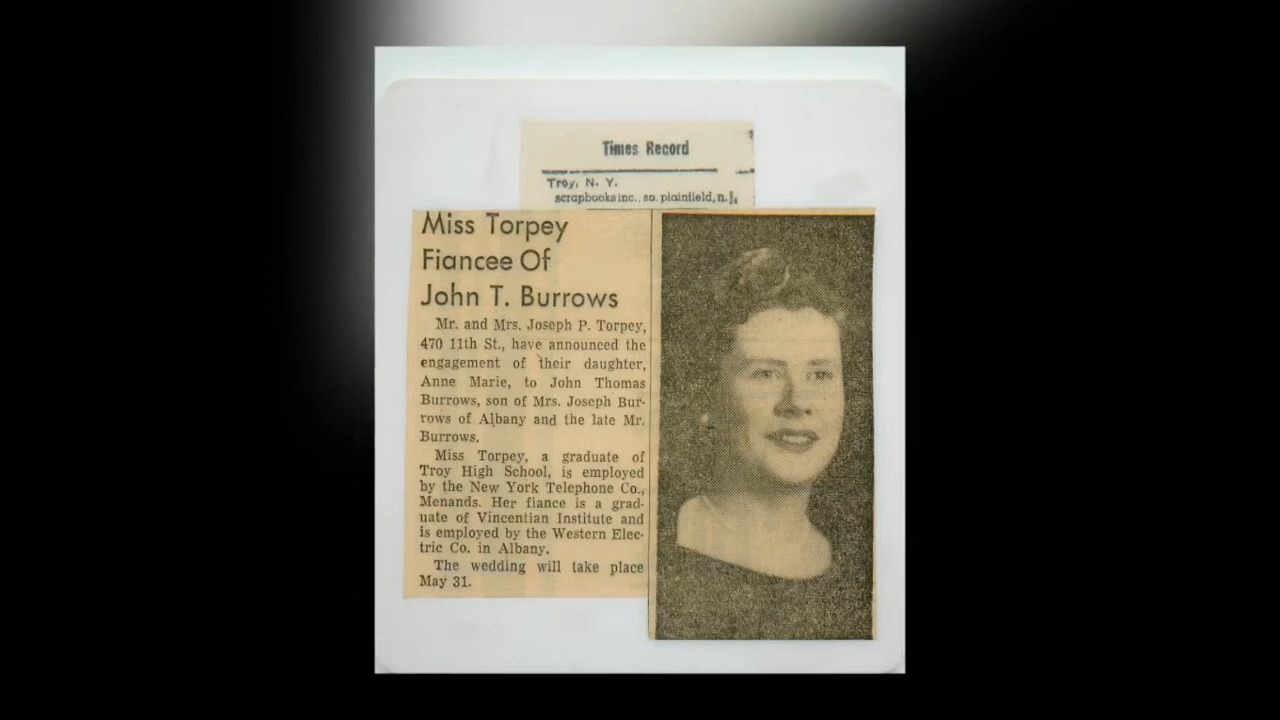 Times Record
Troy, N. Y.
scrapbooks inc., so. plainfield, n.j.
Miss Torpey
Fiancee Of
John T. Burrows
Mr. and Mrs. Joseph P. Torpey,
470 11th St., have announced the
engagement of their daughter,
Anne Marie, to John Thomas
Burrows, son of Mrs. Joseph Bur-
rows of Albany and the late Mr.
Burrows.
Miss Torpey, a graduate of
Troy High School, is employed
by the New York Telephone Co.,
Menands. Her fiance is a grad-
uate of Vincentian Institute and
is employed by the Western Elec-
tric Co. in Albany.
The wedding will take place
May 31.